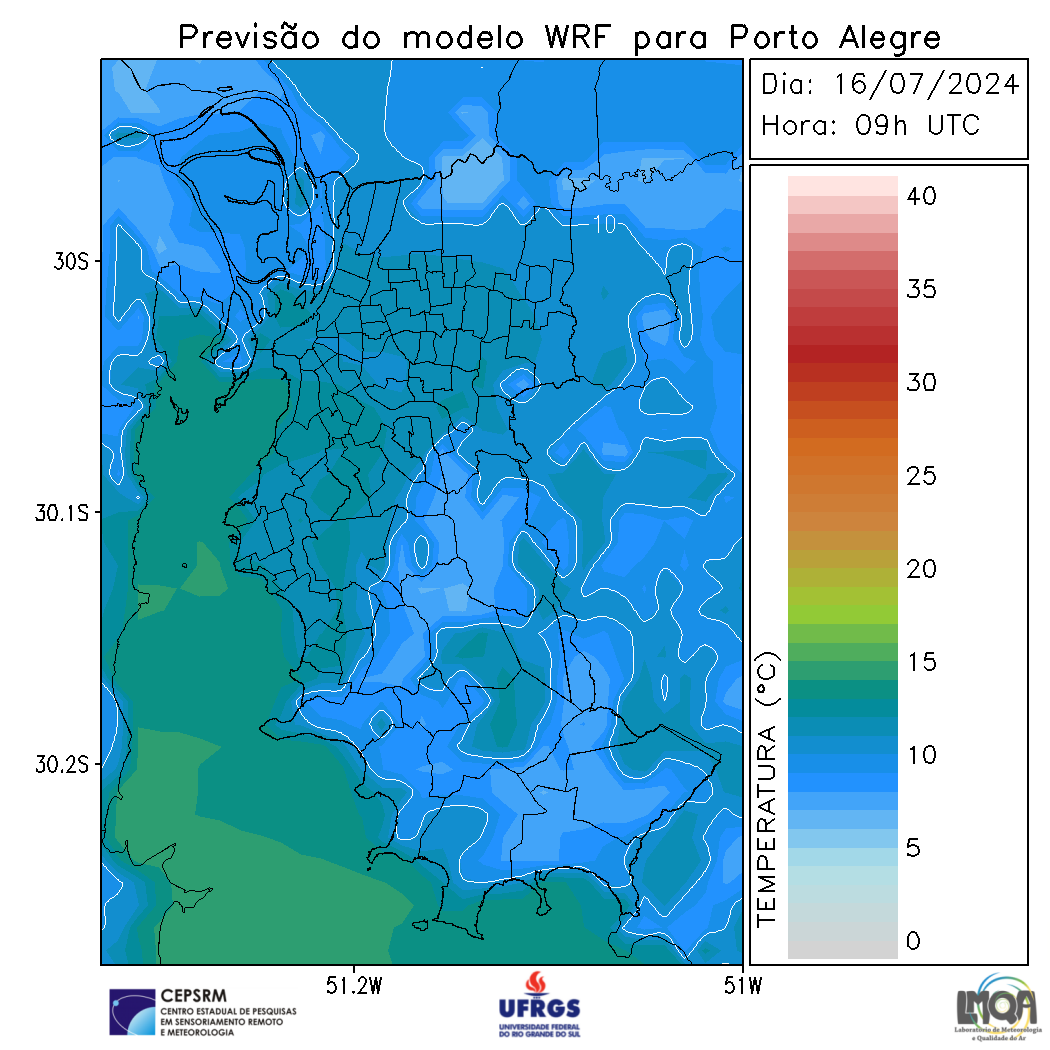 Previsão do modelo WRF para Porto Alegre
Dia: 16/07/2024
Hora: 09h UTC
40
35
30
25
20
15
10
5
0
TEMPERATURA (°C)
10
30S
30.1S
30.2S
51.2W
51W
CEPSRM
CENTRO ESTADUAL DE PESQUISAS
EM SENSORIAMENTO REMOTO
E METEOROLOGIA
UFRGS
UNIVERSIDADE FEDERAL
DO RIO GRANDE DO SUL
LMQA
Laboratório de Meteorologia
e Qualidade do Ar